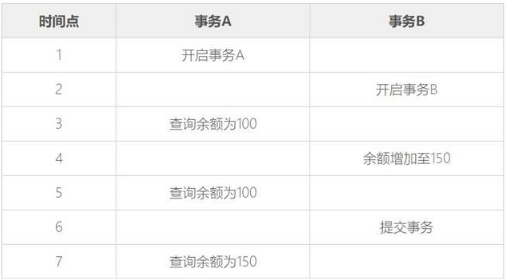 时间点 事务A 事务B
1 开启事务A
2 开启事务B
3 查询余额为100
4 余额增加至150
5 查询余额为100
6 提交事务
7 查询余额为150